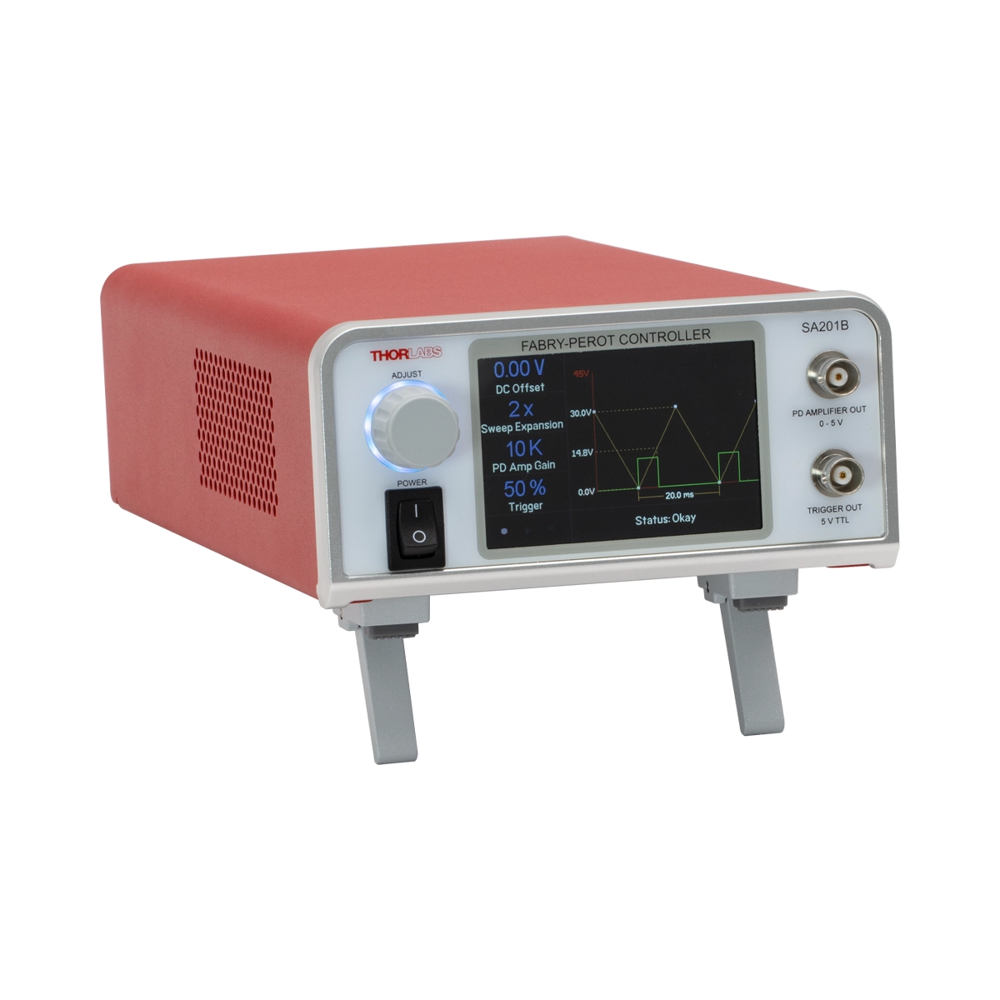 THORLABS
ADJUST
POWER
FABRY-PEROT CONTROLLER
0.00 V
DC Offset
2x
Sweep Expansion
10K
PD Amp Gain
50 %
Trigger
45V
30.0V
14.8V
0.0V
20.0 ms
Status: Okay
SA201B
PD AMPLIFIER OUT
0 - 5 V
TRIGGER OUT
5 V TTL